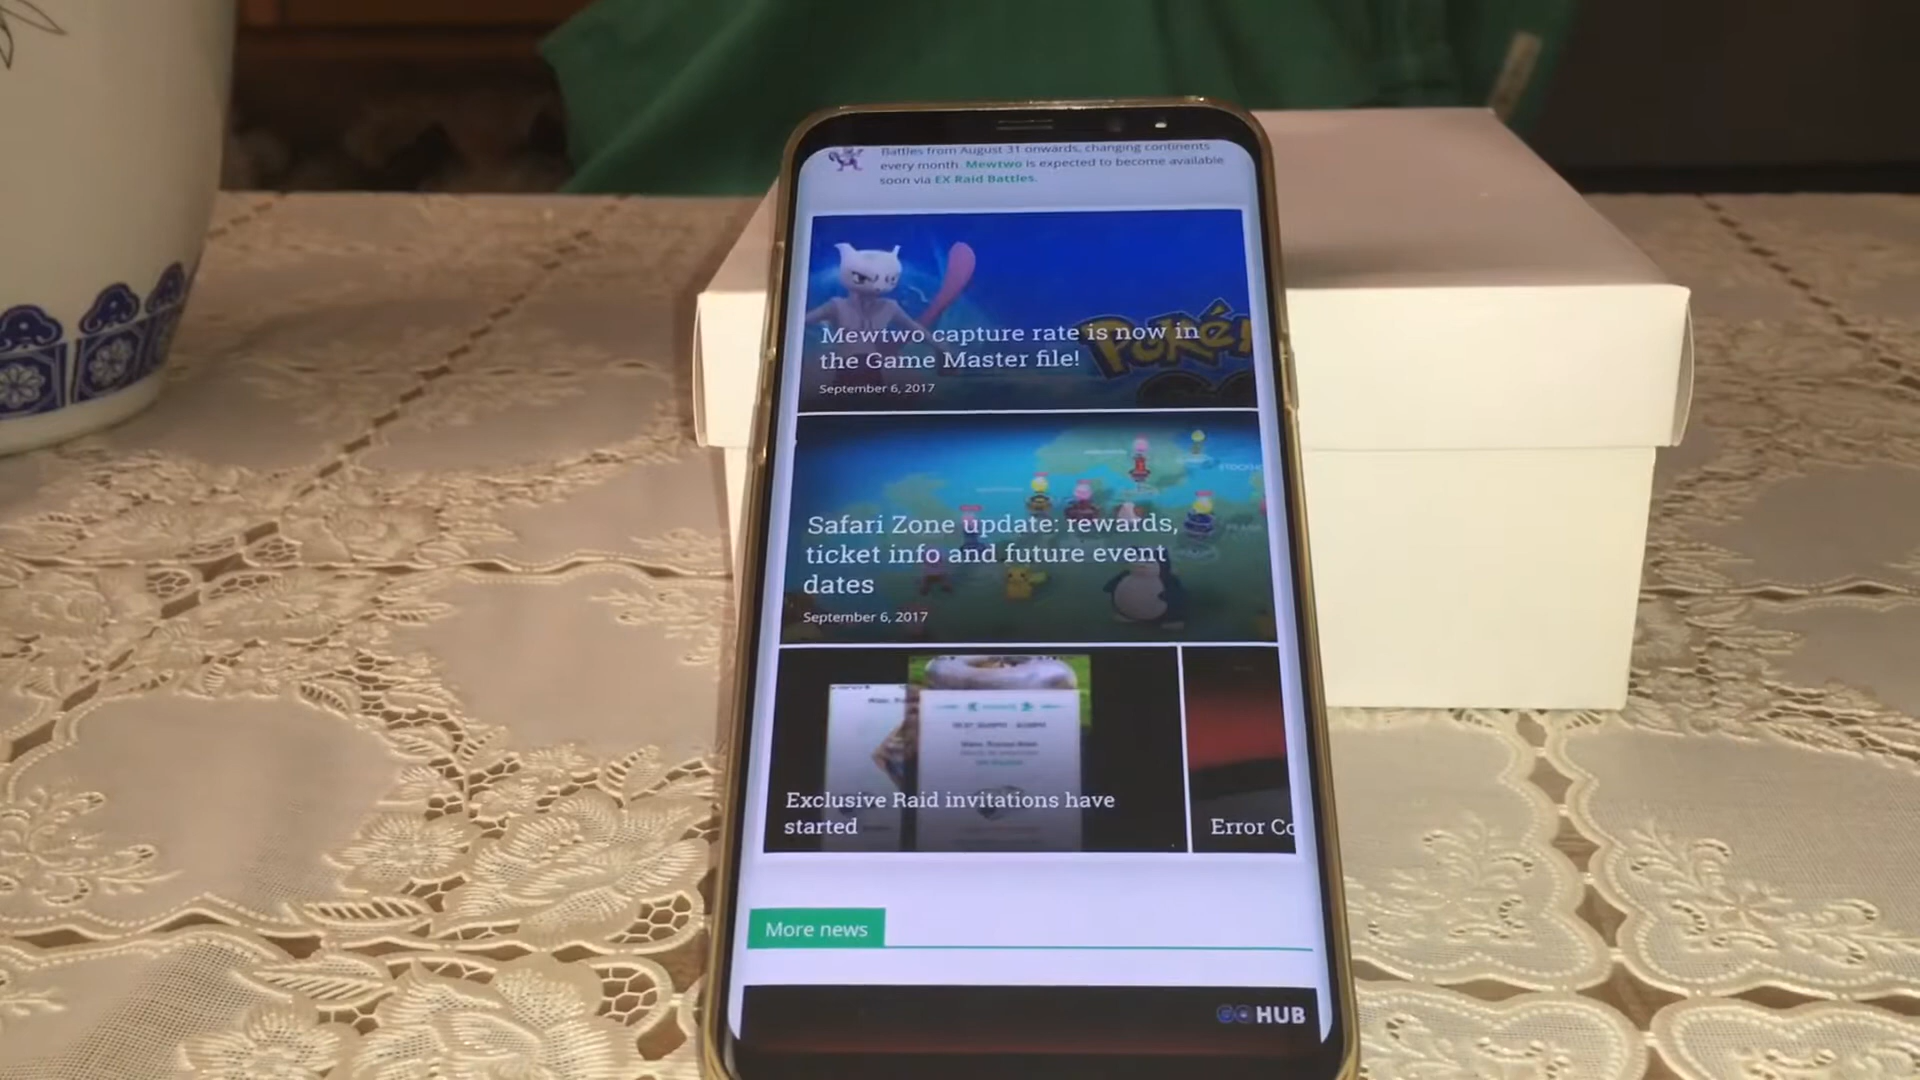 Battles from August 31 onwards, changing continents
every month. Mewtwo is expected to become available
soon via EX Raid Battles.
Poké
Mewtwo capture rate is now in
the Game Master file!
September 6, 2017
Safari Zone update: rewards,
ticket info and future event
dates
September 6, 2017
Exclusive Raid invitations have
started
Error Co
More news
GO HUB